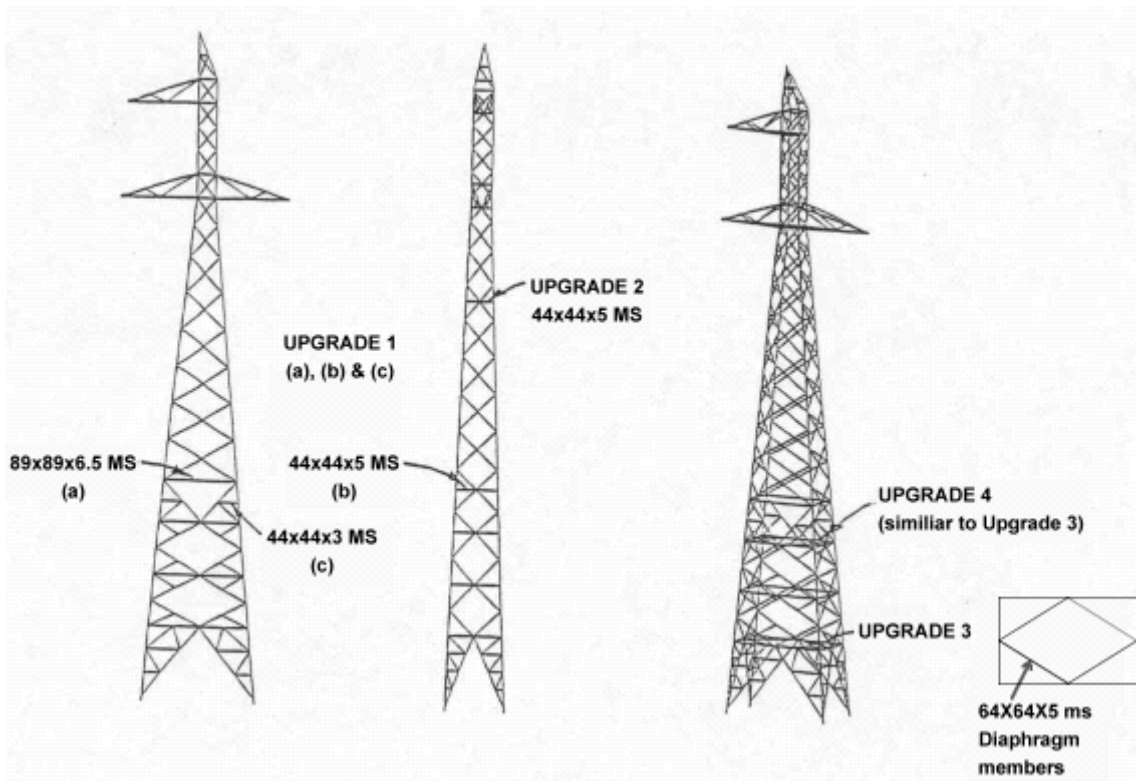 UPGRADE 1
(a), (b) & (c)
89x89x6.5 MS
(a)
44x44x3 MS
(c)
UPGRADE 2
44x44x5 MS
44x44x5 MS
(b)
UPGRADE 4
(similiar to Upgrade 3)
UPGRADE 3
64X64X5 ms
Diaphragm
members